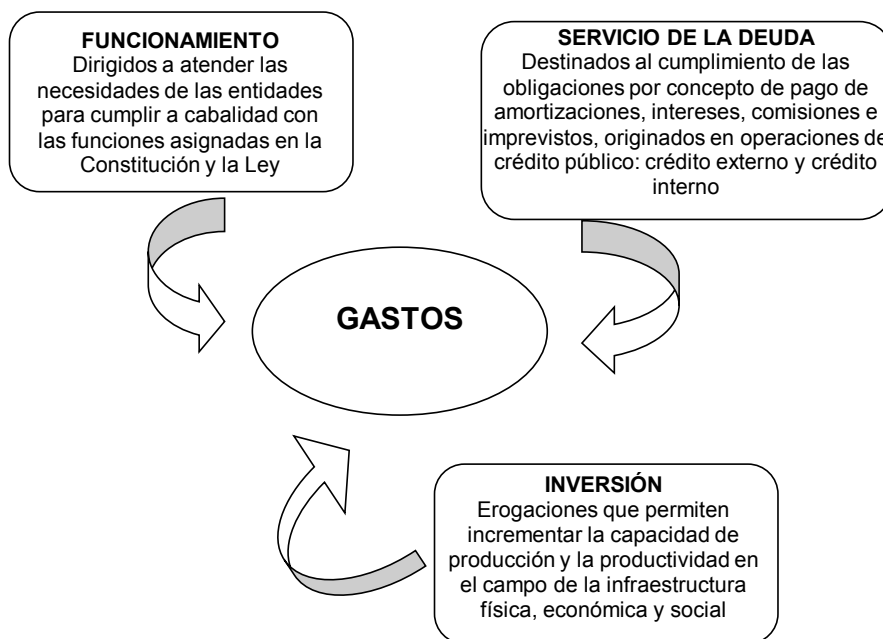 FUNCIONAMIENTO
Dirigidos a atender las
necesidades de las entidades
para cumplir a cabalidad con
las funciones asignadas en la
Constitución y la Ley
SERVICIO DE LA DEUDA
Destinados al cumplimiento de las
obligaciones por concepto de pago de
amortizaciones, intereses, comisiones e
imprevistos, originados en operaciones de
crédito público: crédito externo y crédito
interno
GASTOS
INVERSIÓN
Erogaciones que permiten
incrementar la capacidad de
producción y la productividad en
el campo de la infraestructura
física, económica y social